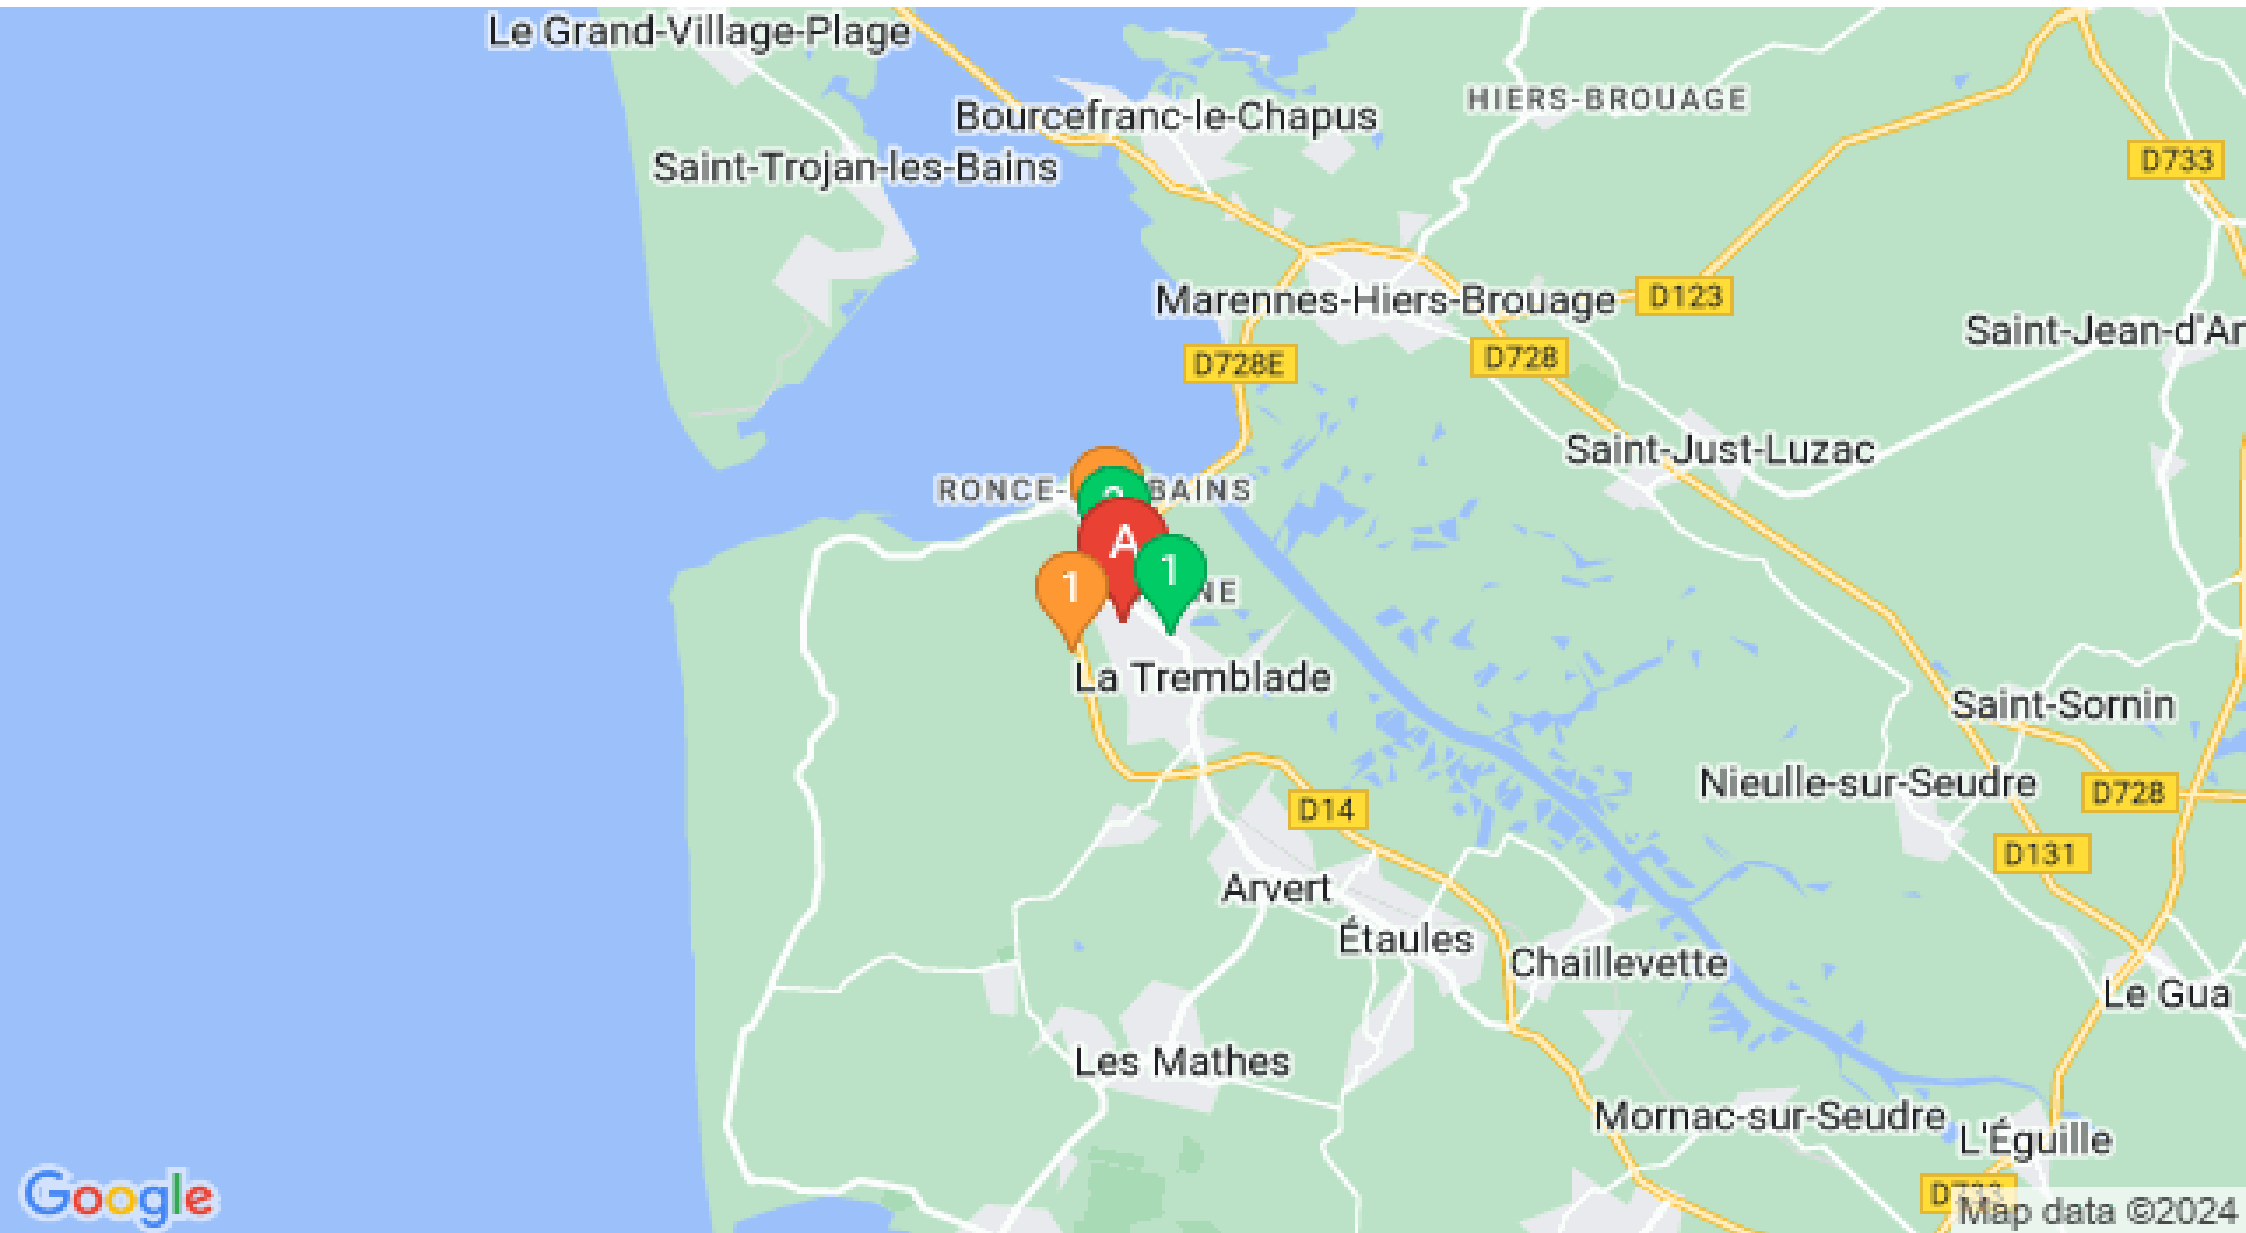 Le Grand-Village-Plage
Bourcefranc-le-Chapus
HIERS-BROUAGE
D733
Saint-Trojan-les-Bains
Marennes-Hiers-Brouage
D123
Saint-Jean-d'Ar
D728E
D728
Saint-Just-Luzac
RONCE-
BAINS
A
1
1
NE
La Tremblade
Saint-Sornin
Nieulle-sur-Seudre
D728
D14
D131
Arvert
Étaules
Chaillevette
Le Gua
Les Mathes
Mornac-sur-Seudre
L'Éguille
Google
Map data ©2024